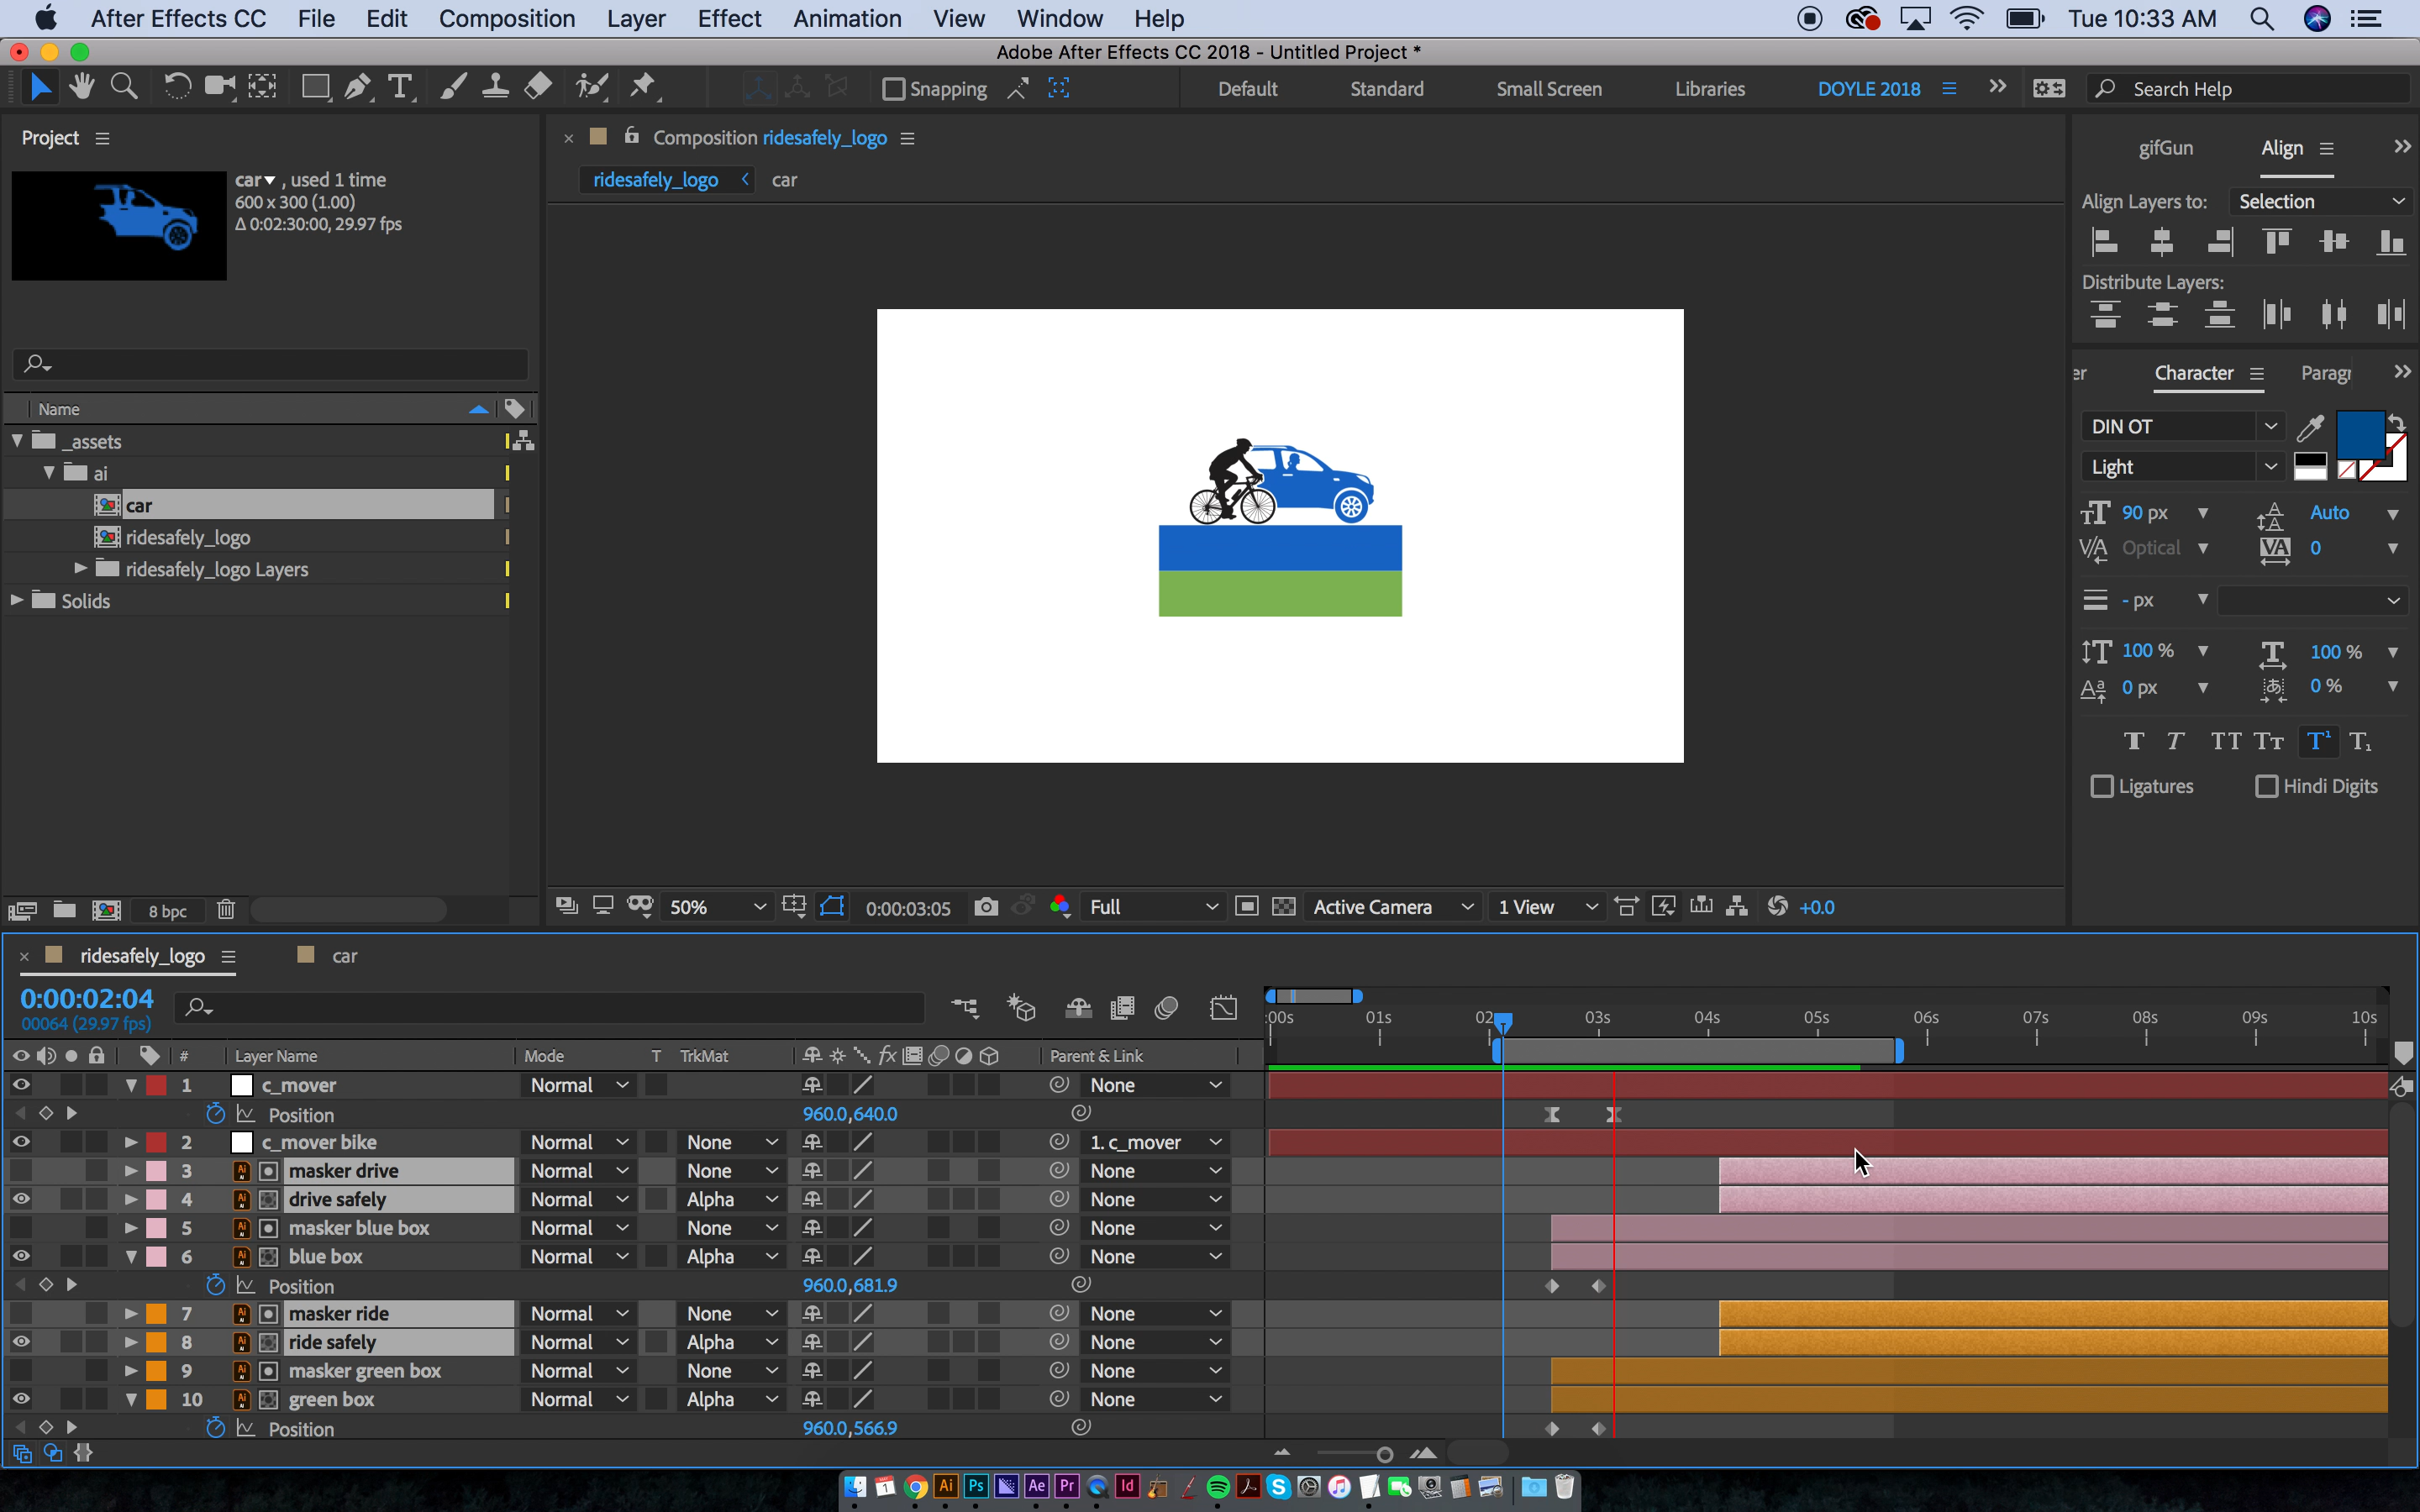 After Effects CC File Edit Composition Layer Effect Animation View Window Help Tue 10:33 AM
Adobe After Effects CC 2018 - Untitled Project *
Snapping Default Standard Small Screen Libraries DOYLE 2018 Search Help
Project
car , used 1 time
600 x 300 (1.00)
Δ 0:02:30:00, 29.97 fps
Name
_assets
ai
car
ridesafely_logo
ridesafely_logo Layers
Solids
8 bpc
Composition ridesafely_logo
ridesafely_logo car
50% 0:00:03:05 Full Active Camera 1 View +0.0
gifGun Align
Align Layers to: Selection
Distribute Layers:
er Character Paragr
DIN OT
Light
90 px Auto
Optical 0
- px
100 % 100 %
0 px 0 %
Ligatures Hindi Digits
ridesafely_logo car
0:00:02:04
00064 (29.97 fps)
:00s 01s 02 03s 04s 05s 06s 07s 08s 09s 10s
# Layer Name Mode T TrkMat Parent & Link
1 c_mover Normal None
Position 960.0,640.0
2 c_mover bike Normal None 1. c_mover
3 masker drive Normal None None
4 drive safely Normal Alpha None
5 masker blue box Normal None None
6 blue box Normal Alpha None
Position 960.0,681.9
7 masker ride Normal None None
8 ride safely Normal Alpha None
9 masker green box Normal None None
10 green box Normal Alpha None
Position 960.0,566.9
Ai Ps Ae Pr Id